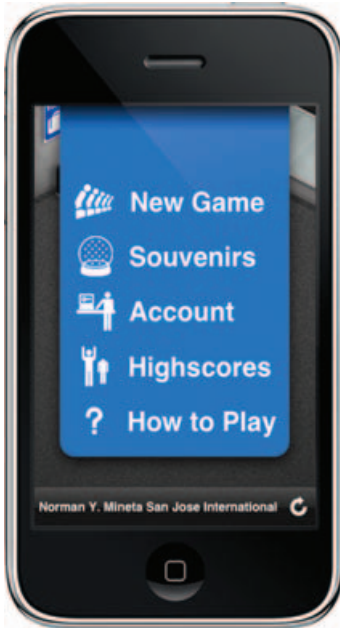 New Game
Souvenirs
Account
Highscores
? How to Play
Norman Y. Mineta San Jose International